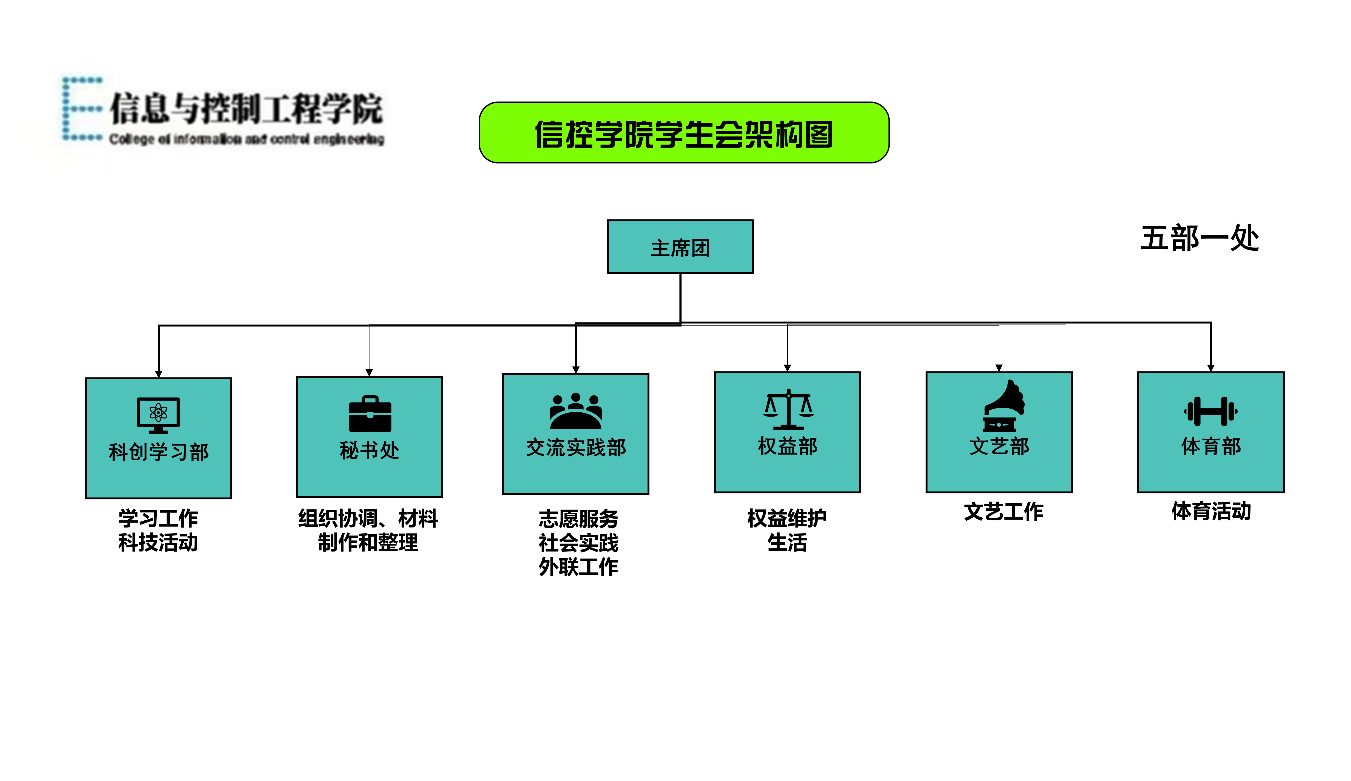 信息与控制工程学院
College of information and control engineering
信控学院学生会架构图
主席团
五部一处
科创学习部
秘书处
交流实践部
权益部
文艺部
体育部
学习工作
科技活动
组织协调、材料
制作和整理
志愿服务
社会实践
外联工作
权益维护
生活
文艺工作
体育活动